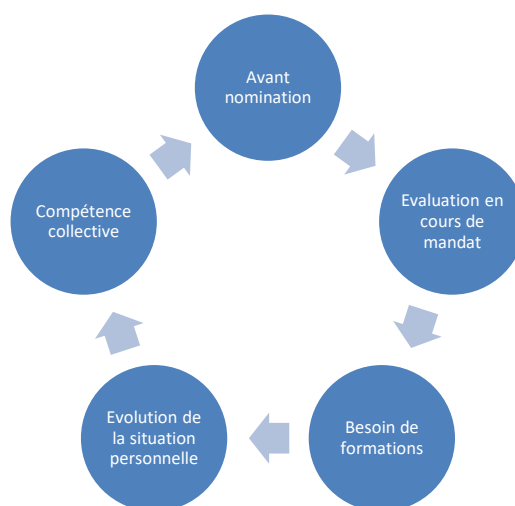 Avant
nomination
Evaluation en
cours de
mandat
Besoin de
formations
Evolution de
la situation
personnelle
Compétence
collective